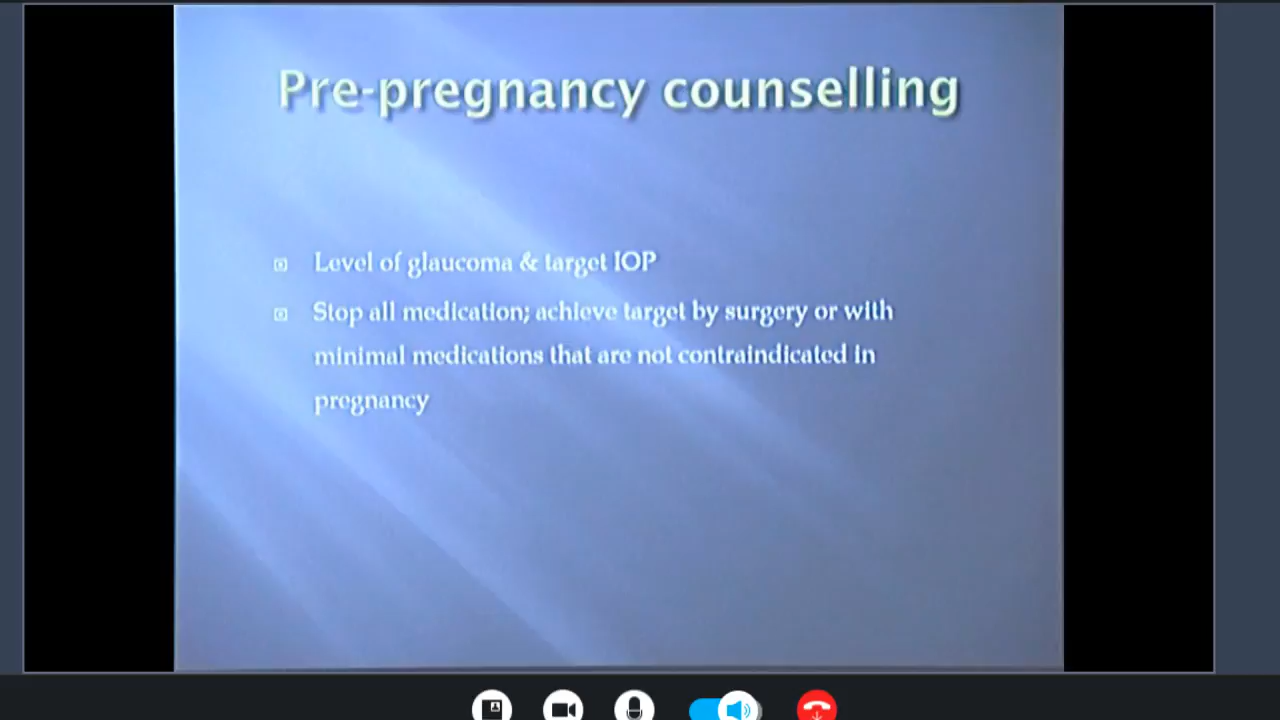 Pre-pregnancy counselling
Level of glaucoma & target IOP
Stop all medication; achieve target by surgery or with
minimal medications that are not contraindicated in
pregnancy